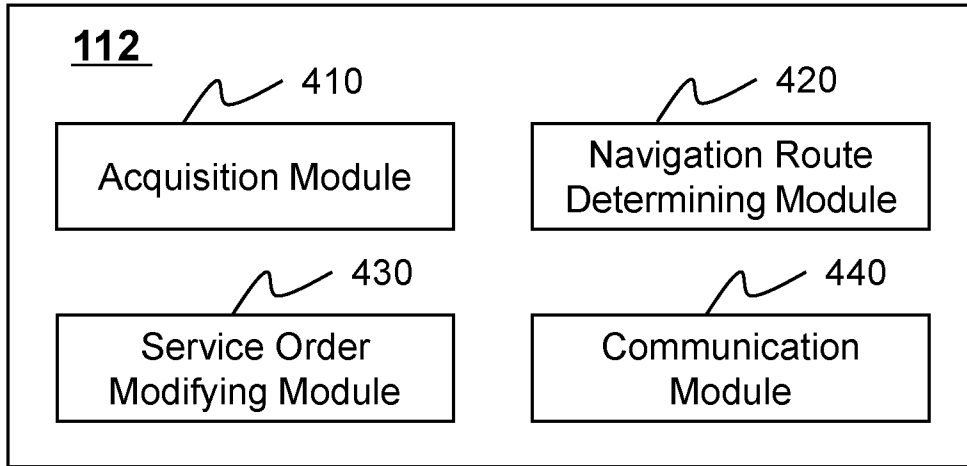 112
410
Acquisition Module
420
Navigation Route
Determining Module
430
Service Order
Modifying Module
440
Communication
Module